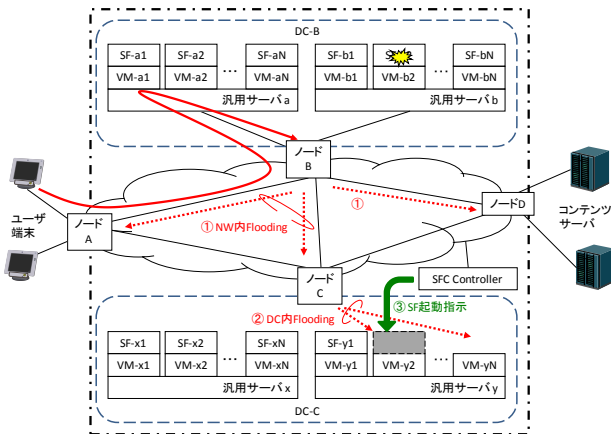 DC-B
SF-a1 SF-a2 SF-aN SF-b1 SF-bN
VM-a1 VM-a2 … VM-aN VM-b1 VM-b2 … VM-bN
汎用サーバa 汎用サーバb
ノード
B
ユーザ
端末
ノード
A
① NW内Flooding
①
ノードD
コンテンツ
サーバ
ノード
C
SFC Controller
② DC内Flooding
③ SF起動指示
SF-x1 SF-x2 SF-xN SF-y1
VM-x1 VM-x2 … VM-xN VM-y1 VM-y2 … VM-yN
汎用サーバx 汎用サーバy
DC-C